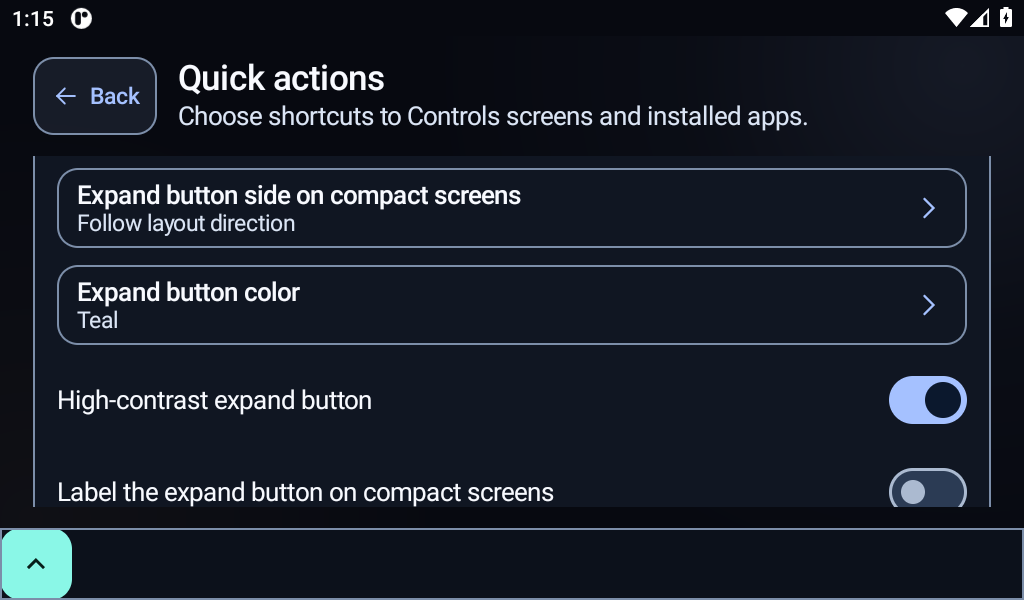 1:15
Back
Quick actions
Choose shortcuts to Controls screens and installed apps.
Expand button side on compact screens
Follow layout direction
Expand button color
Teal
High-contrast expand button
Label the expand button on compact screens